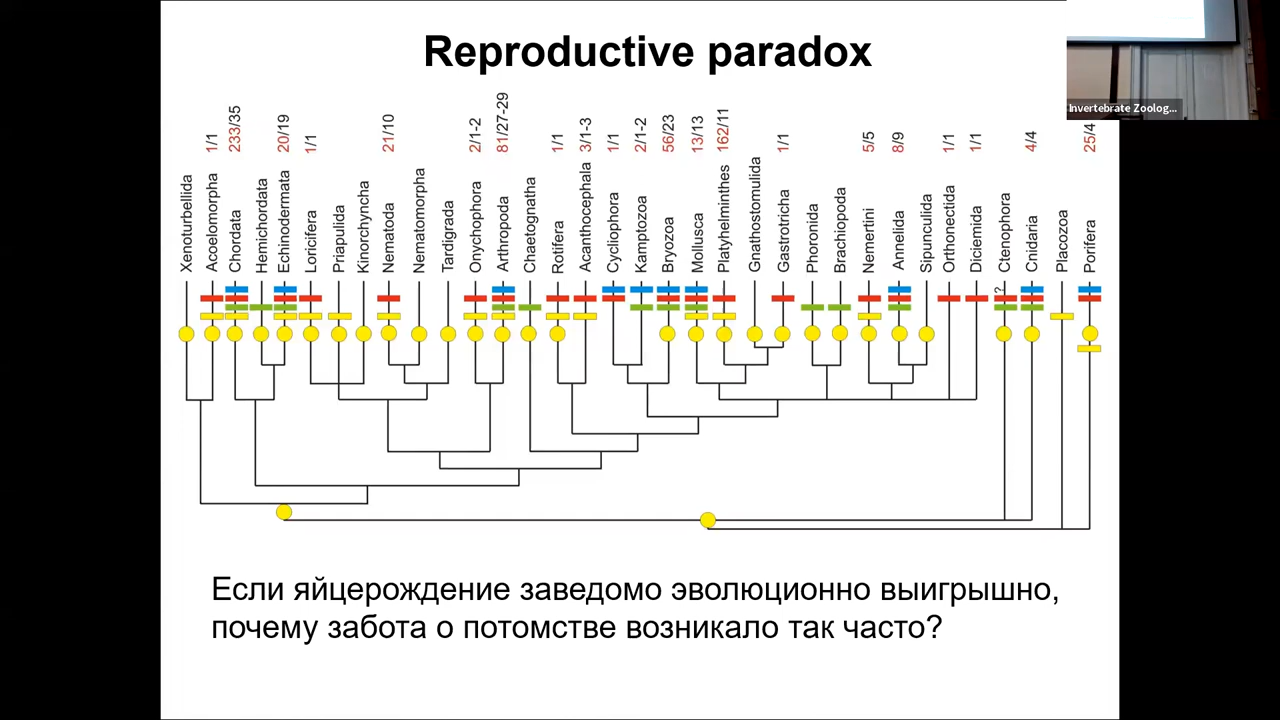 Reproductive paradox
Invertebrate Zoolog...
1/1
233/35
20/19
1/1
21/10
2/1-2
81/27-29
1/1
3/1-3
1/1
2/1-2
56/23
13/13
162/11
1/1
5/5
8/9
1/1
1/1
4/4
25/4
Xenoturbellida
Acoelomorpha
Chordata
Hemichordata
Echinodermata
Loricifera
Priapulida
Kinorchyncha
Nematoda
Nematomorpha
Tardigrada
Onychophora
Arthropoda
Chaetognatha
Rotifera
Acanthocephala
Cycliophora
Kamptozoa
Bryozoa
Mollusca
Platyhelminthes
Gnathostomulida
Gastrotricha
Phoronida
Brachiopoda
Nemertini
Annelida
Sipunculida
Orthonectida
Diciemida
Ctenophora
Cnidaria
Placozoa
Porifera
?
Если яйцерождение заведомо эволюционно выигрышно,
почему забота о потомстве возникало так часто?